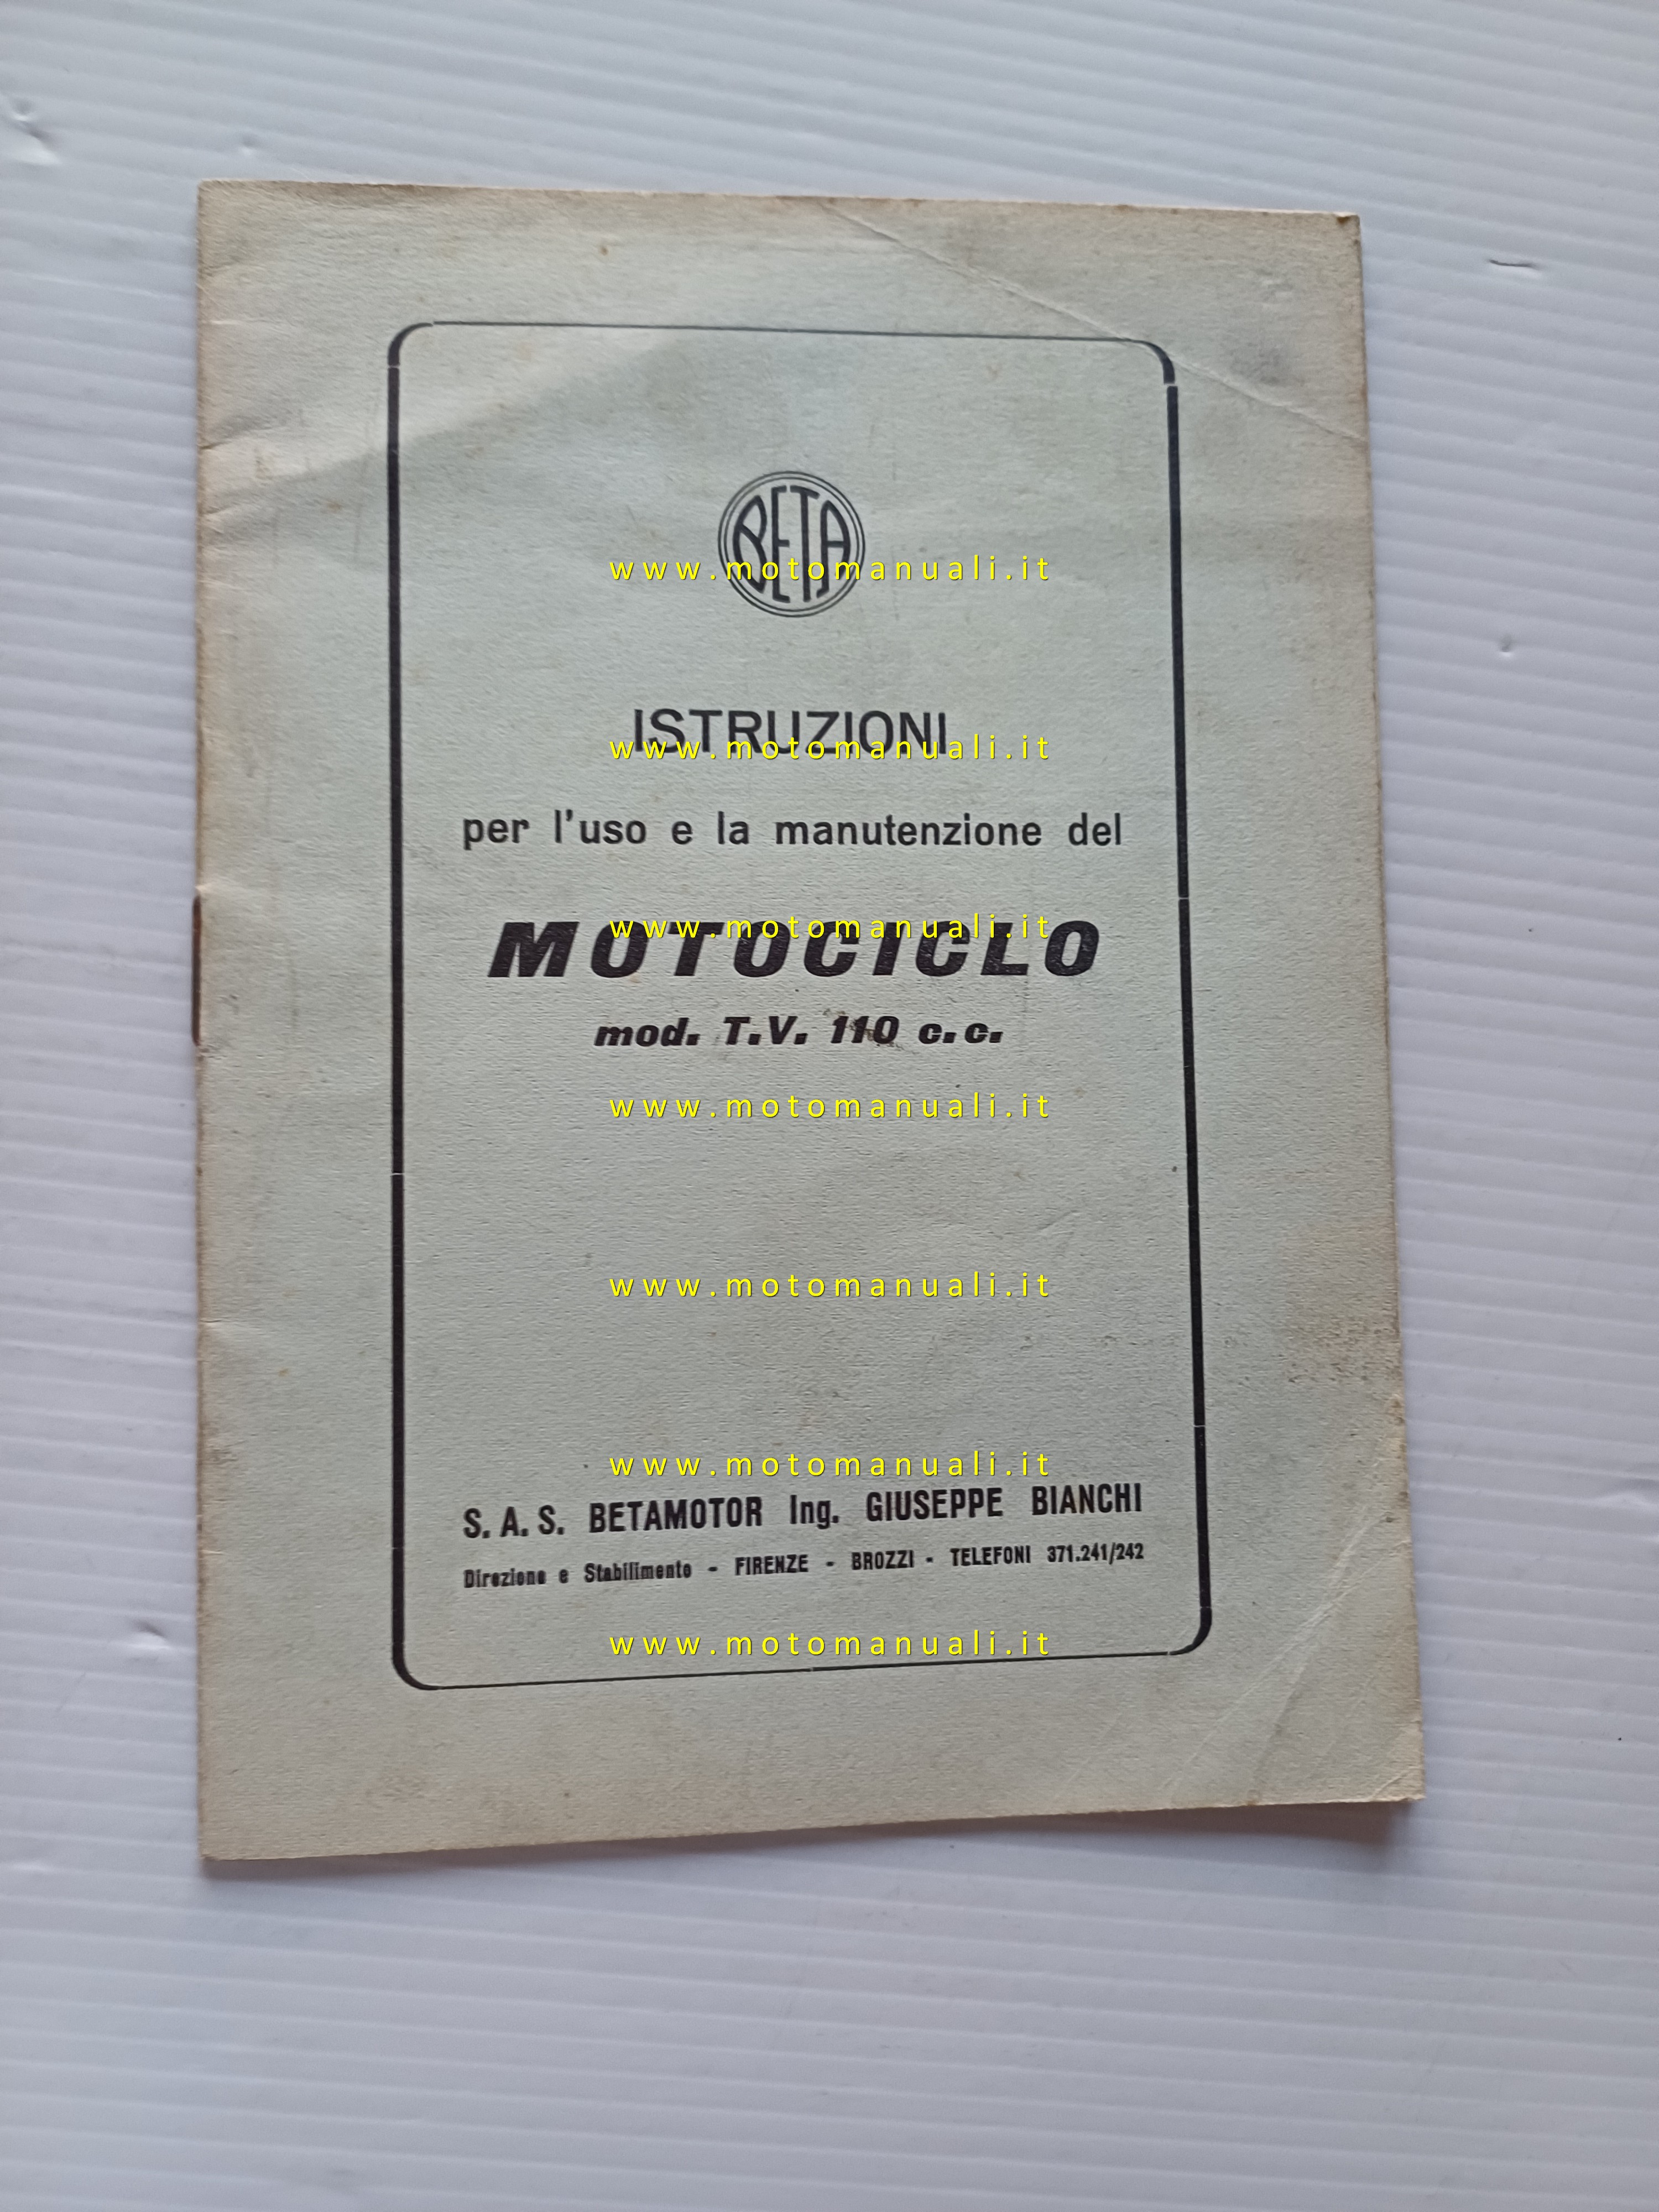 BETA
www.motomanuali.it
ISTRUZIONI
www.motomanuali.it
per l'uso e la manutenzione del
www.motomanuali.it
MOTOCICLO
mod. T.V. 110 c.c.
www.motomanuali.it
www.motomanuali.it
www.motomanuali.it
S.A.S. BETAMOTOR Ing. GIUSEPPE BIANCHI
Direzione e Stabilimento - FIRENZE - BROZZI - TELEFONI 371.241/242
www.motomanuali.it